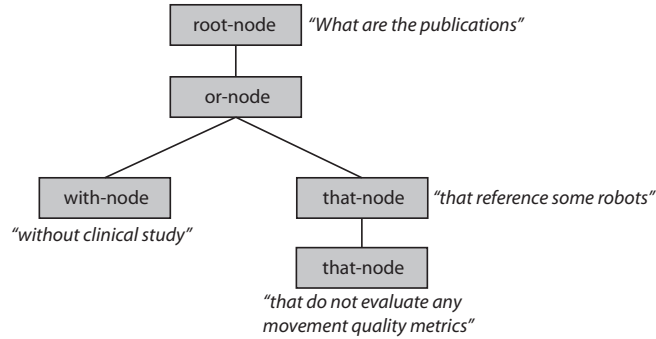 root-node “What are the publications”
or-node
with-node
that-node “that reference some robots”
“without clinical study”
that-node
“that do not evaluate any
movement quality metrics”